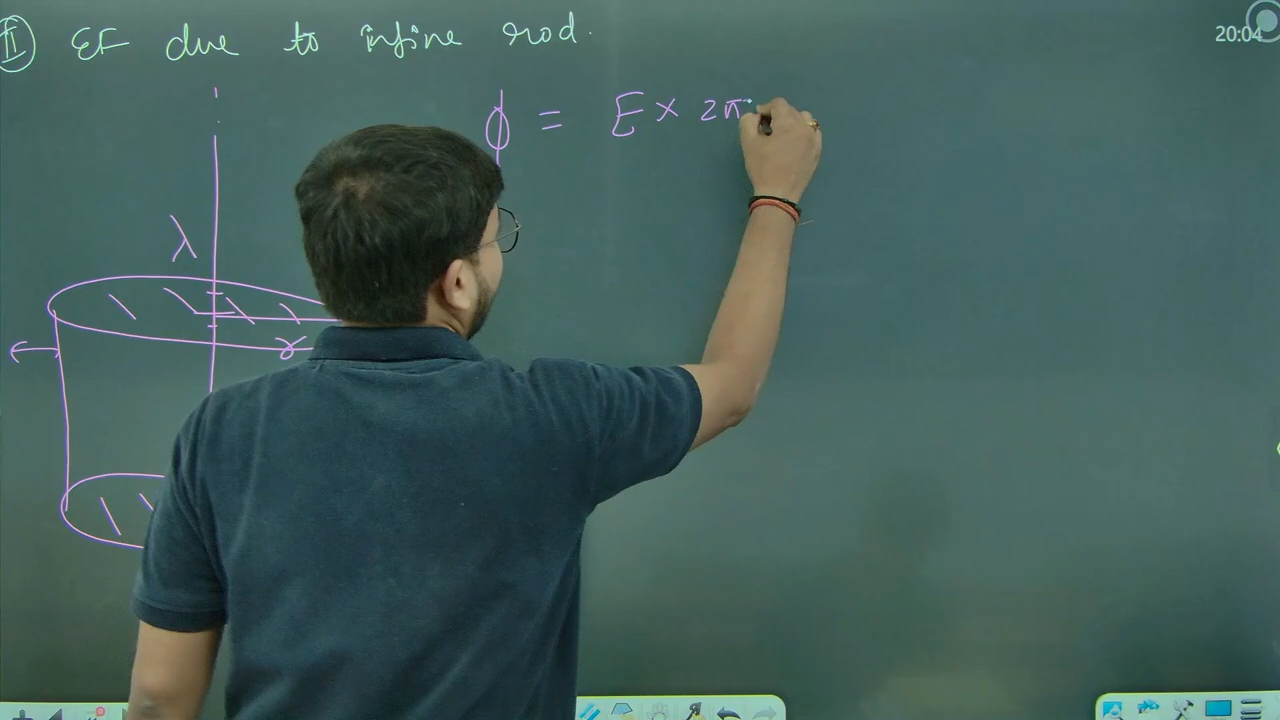 II EF due to infine rod.
20:04
ϕ = E × 2π
λ
r